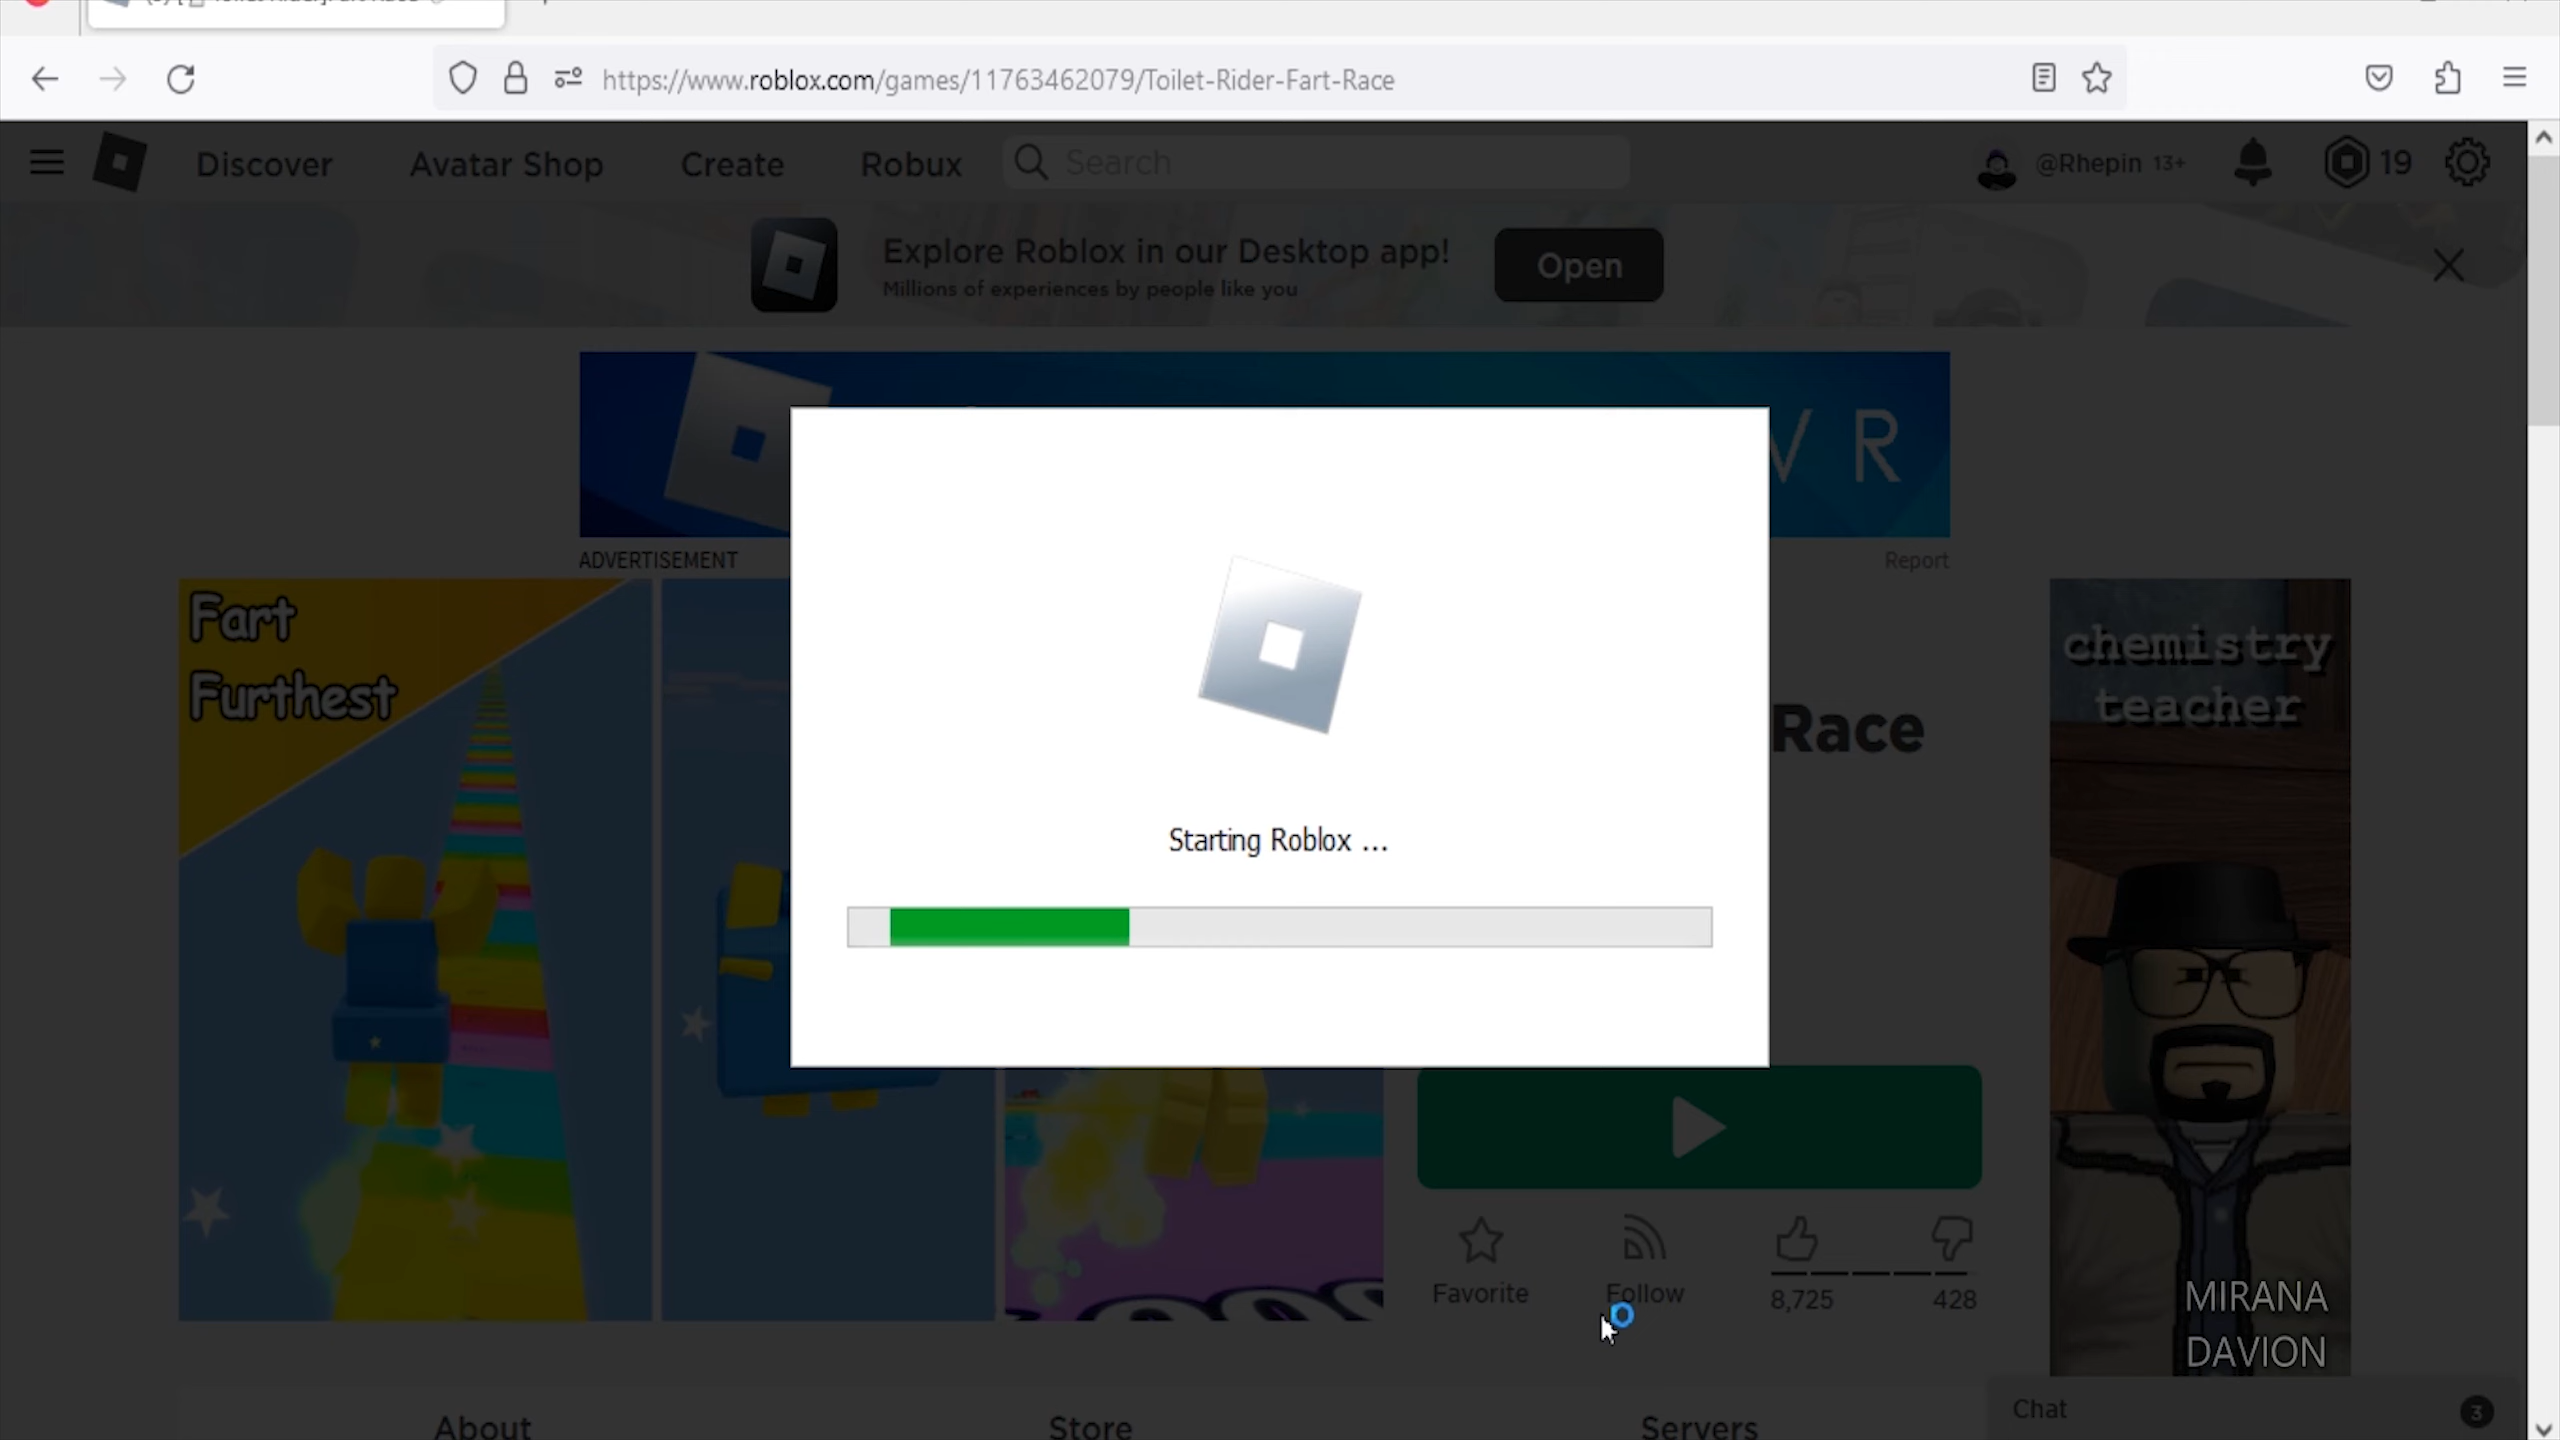 https://www.roblox.com/games/11763462079/Toilet-Rider-Fart-Race
Discover
Avatar Shop
Create
Robux
Search
@Rhepin 13+
19
Explore Roblox in our Desktop app!
Millions of experiences by people like you
Open
V R
ADVERTISEMENT
Report
Fart
Furthest
Race
chemistry
teacher
Starting Roblox ...
Favorite
Follow
8,725
428
MIRANA
DAVION
About
Store
Servers
Chat
3